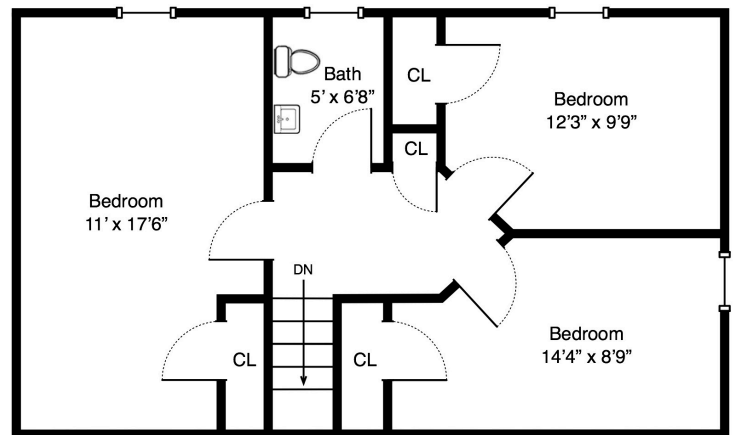 Bath
5’ x 6’8”
CL
Bedroom
12’3” x 9’9”
CL
Bedroom
11’ x 17’6”
DN
CL
CL
Bedroom
14’4” x 8’9”